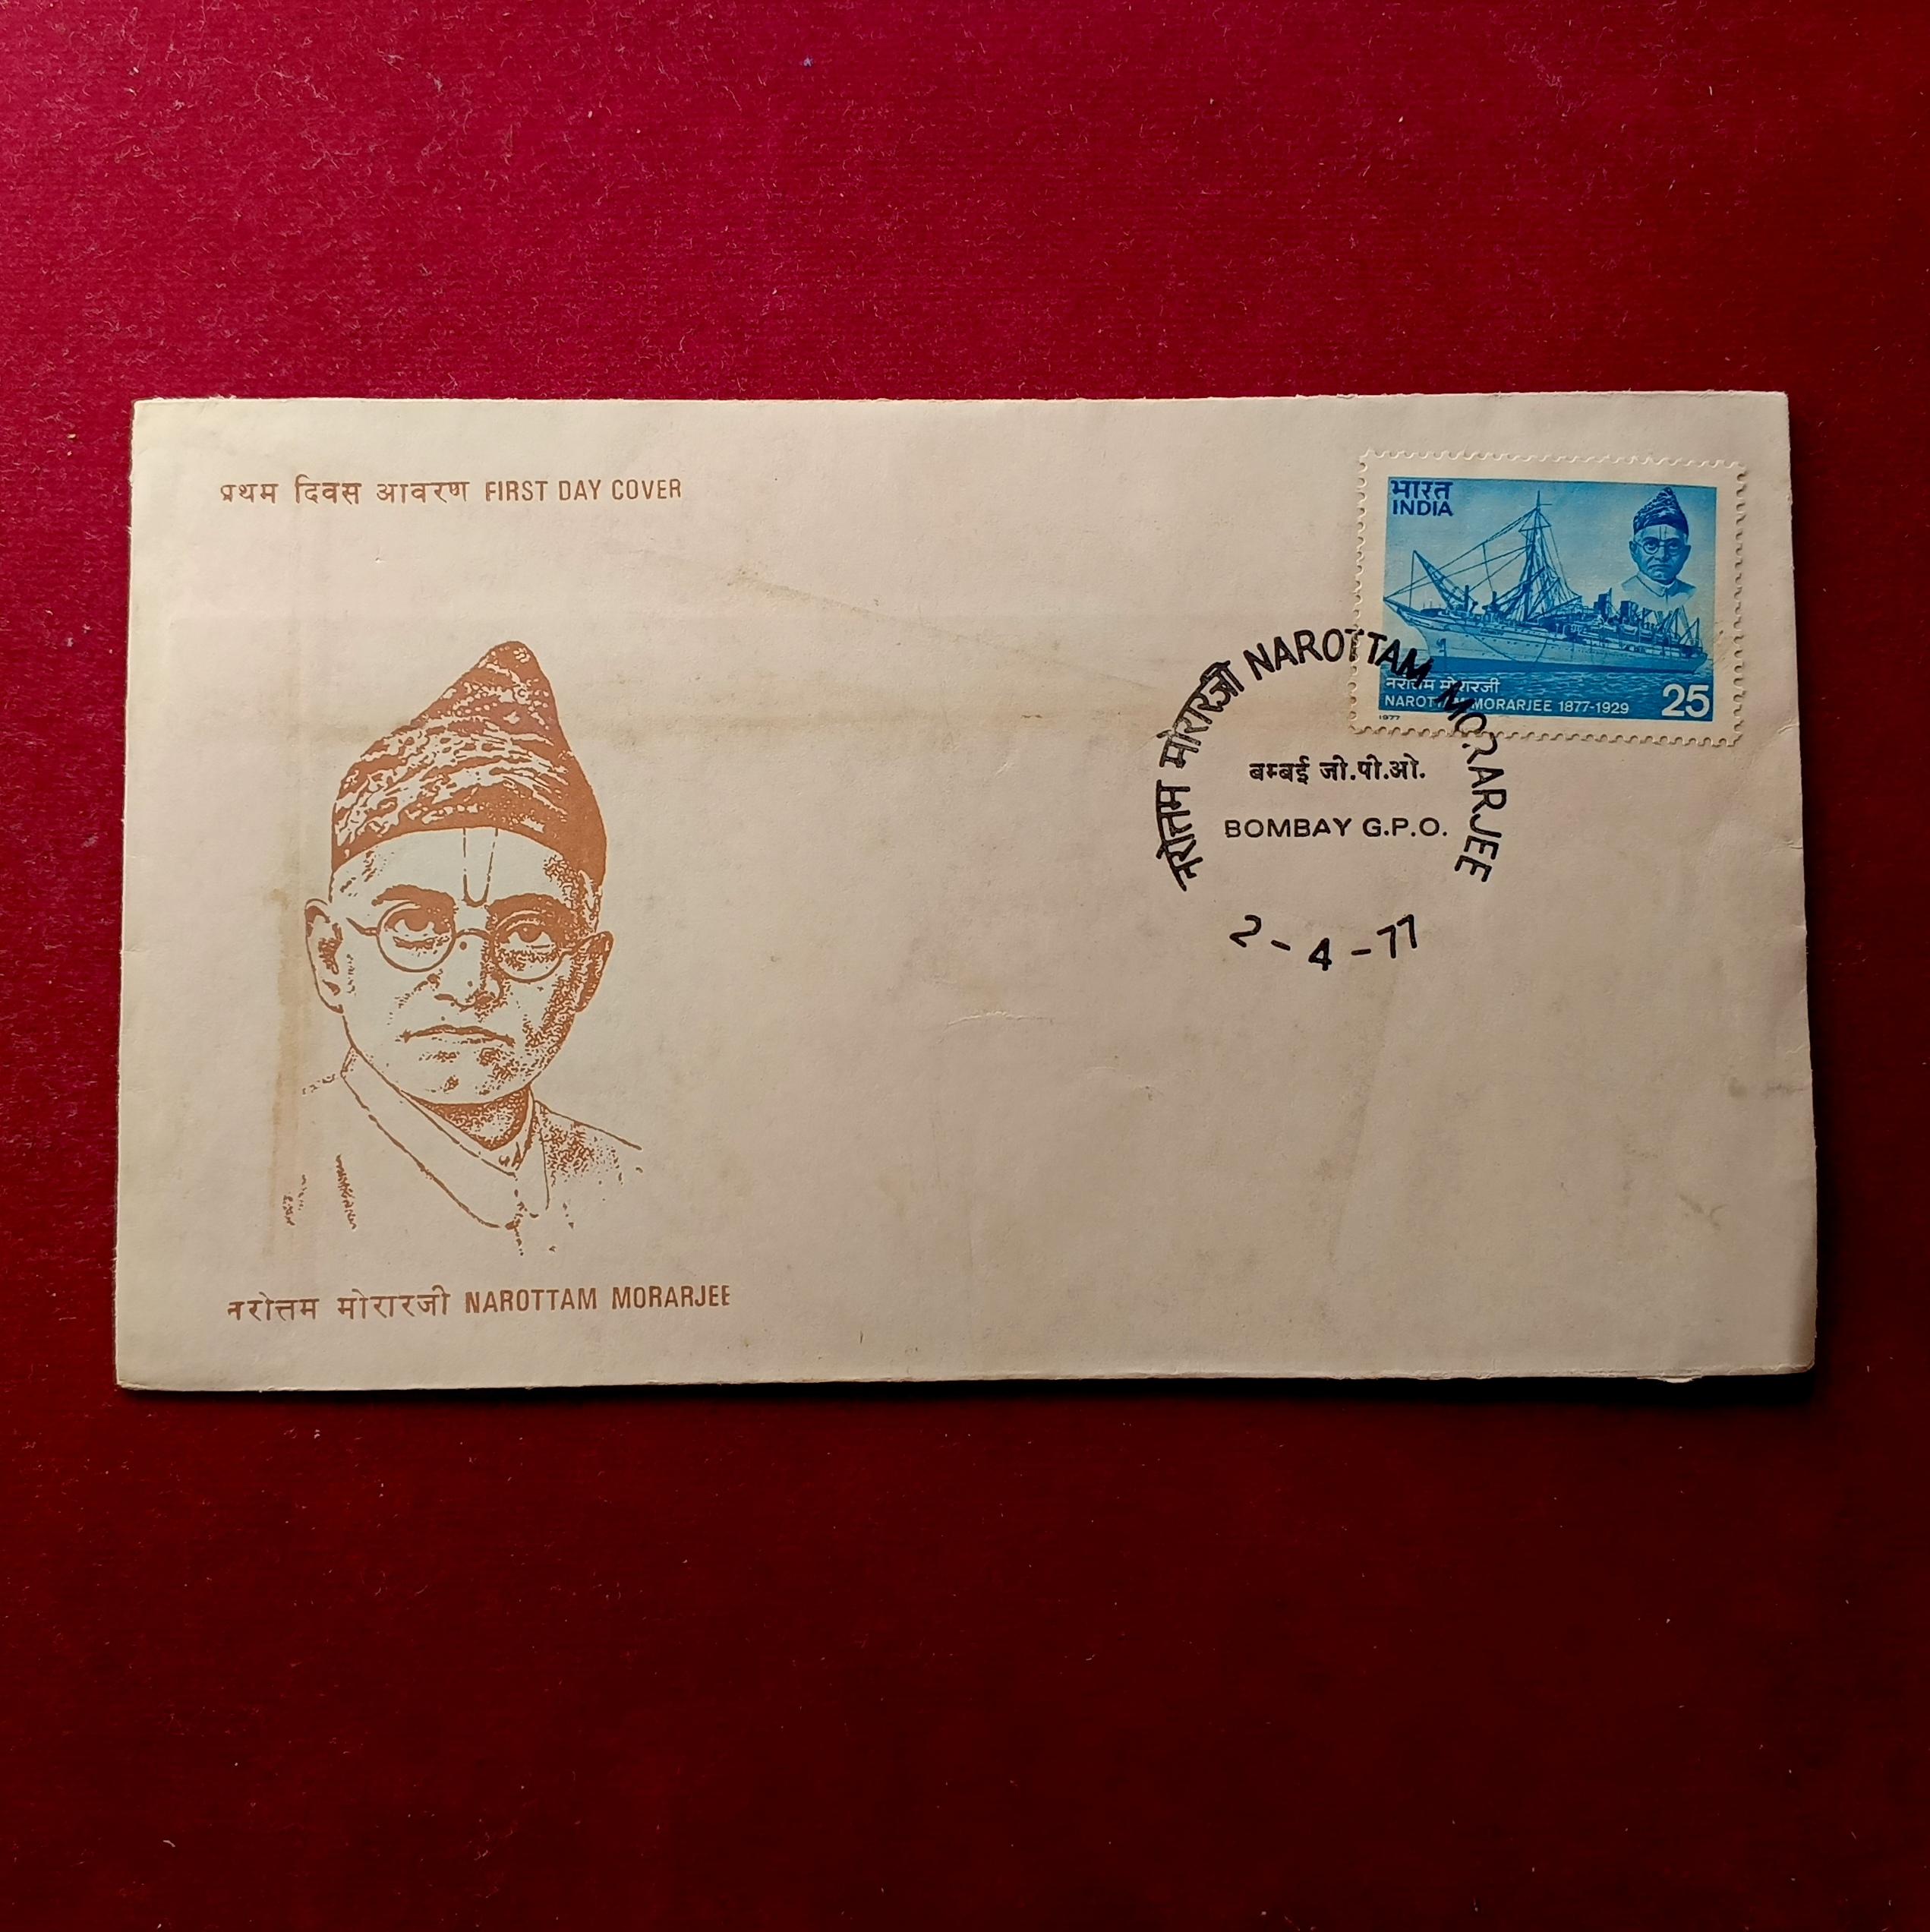 प्रथम दिवस आवरण FIRST DAY COVER
भारत
INDIA
नरोत्तम मोरारजी
NAROTTAM MORARJEE 1877-1929
25
1977
नरोत्तम मोरारजी NAROTTAM MORARJEE
बम्बई जी.पी.ओ.
BOMBAY G.P.O.
2-4-77
नरोत्तम मोरारजी NAROTTAM MORARJEE